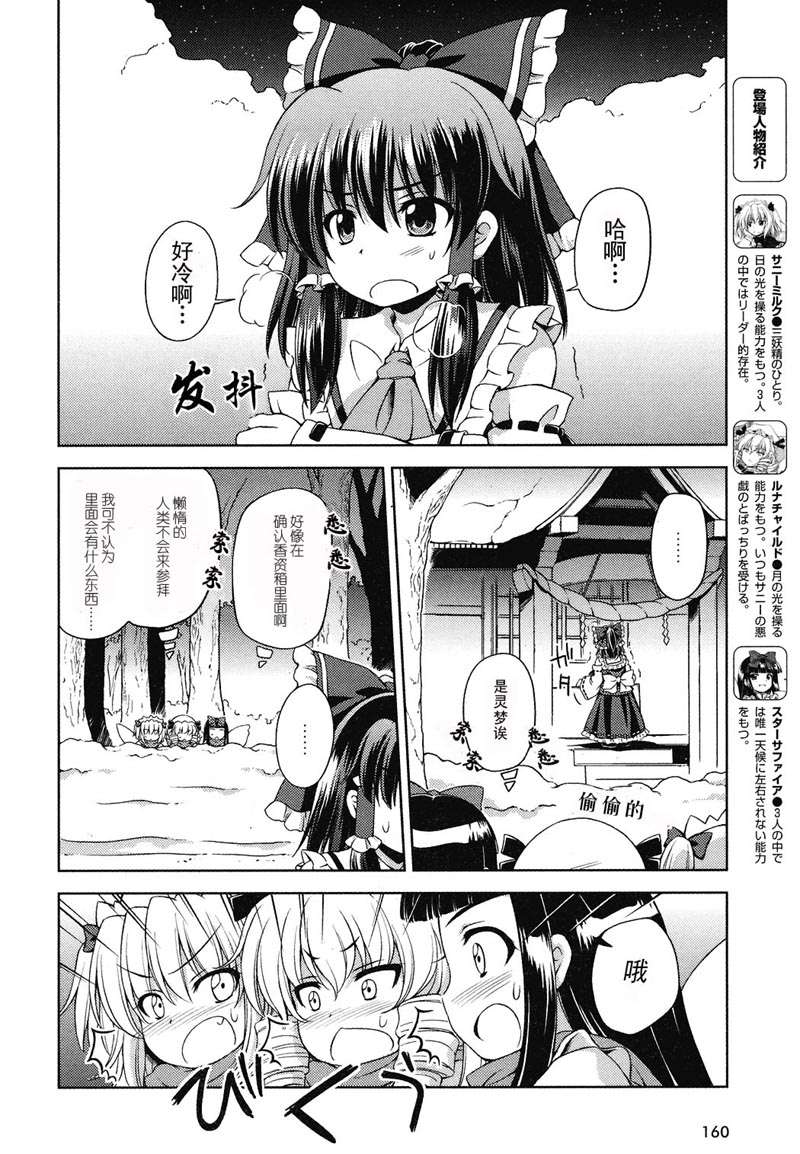 登場人物紹介
サニーミルク●三妖精のひとり。
日の光を操る能力をもつ。3人
の中ではリーダー的存在。
ルナチャイルド●月の光を操る
能力をもつ。いつもサニーの悪
戯のとばっちりを受ける。
スターサファイア●3人の中で
は唯一天候に左右されない能力
をもつ。
哈啊…
好冷啊…
发抖
ガタ
是灵梦诶
悉悉
索索
偷偷的
悉悉
索索
好像在
确认香资箱里面啊
懒惰的
人类不会来参拜
我可不认为
里面会有什么东西……
……
哦
びくうっ
160